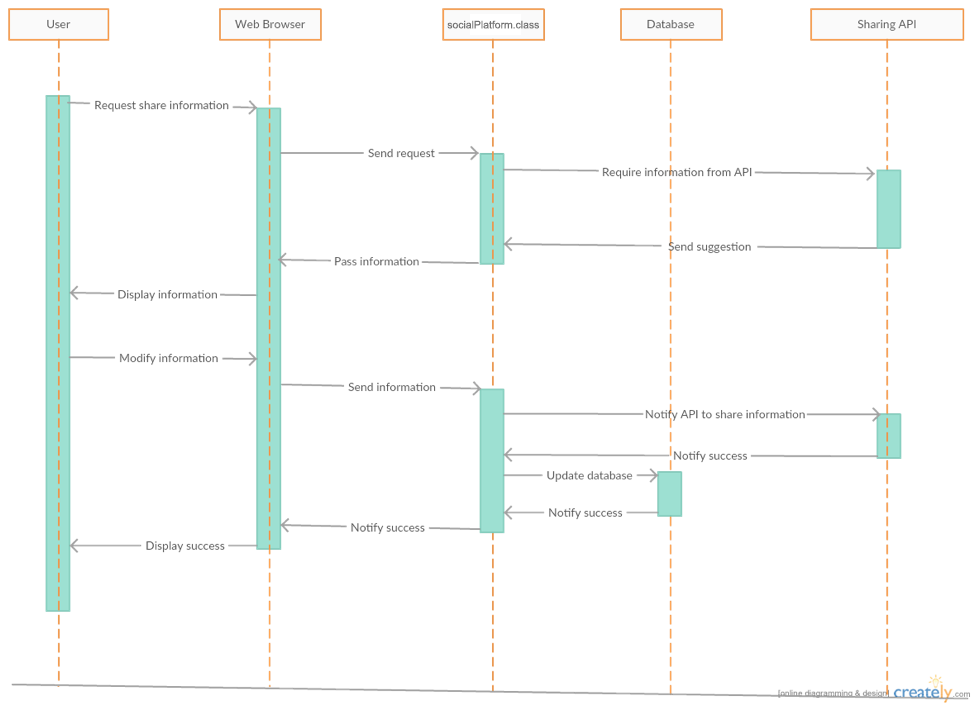 User
Web Browser
socialPlatform.class
Database
Sharing API
Request share information
Send request
Require information from API
Send suggestion
Pass information
Display information
Modify information
Send information
Notify API to share information
Notify success
Update database
Notify success
Notify success
Display success
[online diagramming & design] creately.com